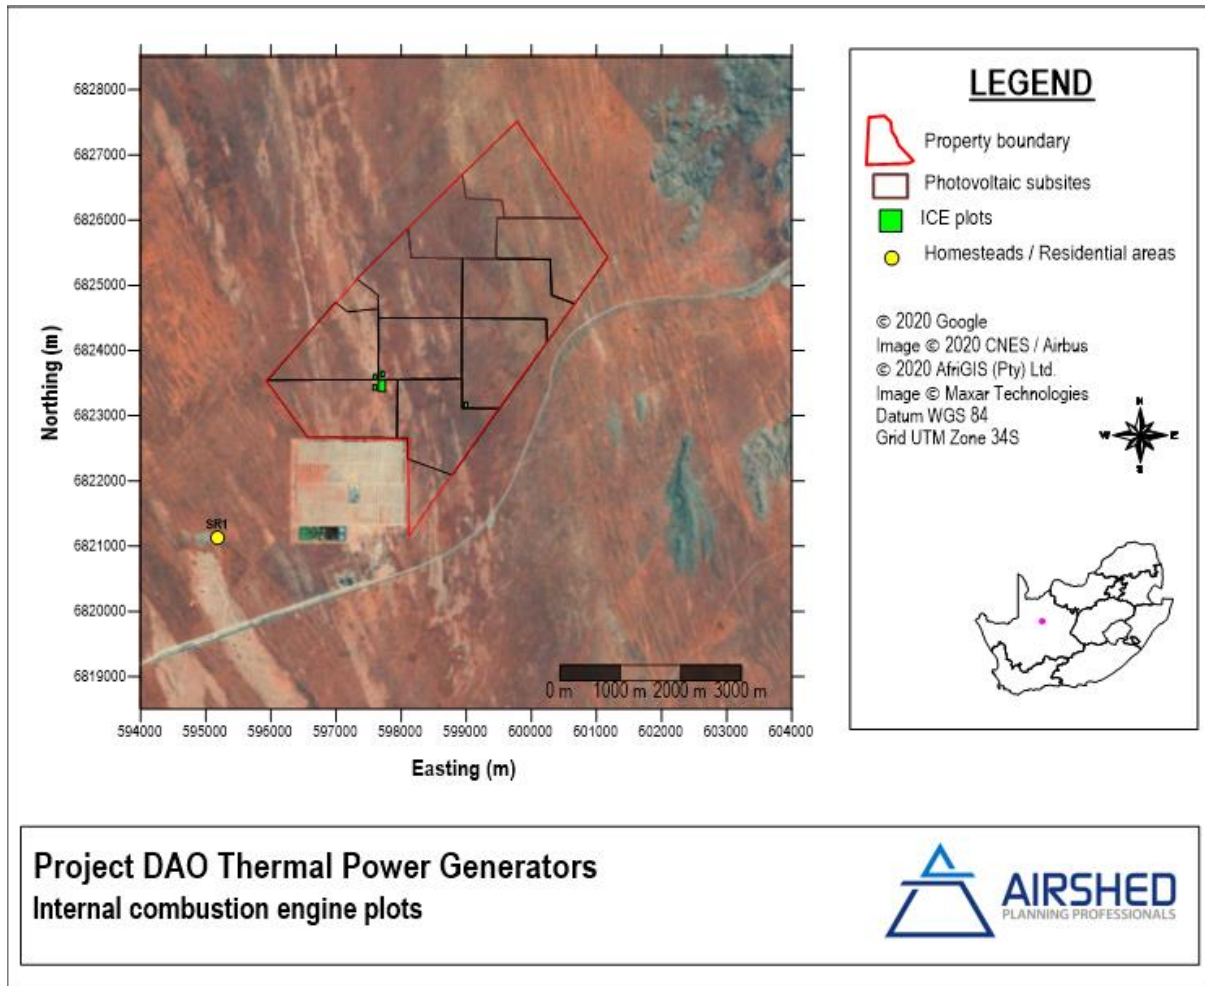 6828000
6827000
6826000
6825000
6824000
6823000
6822000
6821000
6820000
6819000
Northing (m)
SR1
0 m 1000 m 2000 m 3000 m
594000 595000 596000 597000 598000 599000 600000 601000 602000 603000 604000
Easting (m)
LEGEND
Property boundary
Photovoltaic subsites
ICE plots
Homesteads / Residential areas
© 2020 Google
Image © 2020 CNES / Airbus
© 2020 AfriGIS (Pty) Ltd.
Image © Maxar Technologies
Datum WGS 84
Grid UTM Zone 34S
N
W E
S
Project DAO Thermal Power Generators
Internal combustion engine plots
AIRSHED
PLANNING PROFESSIONALS